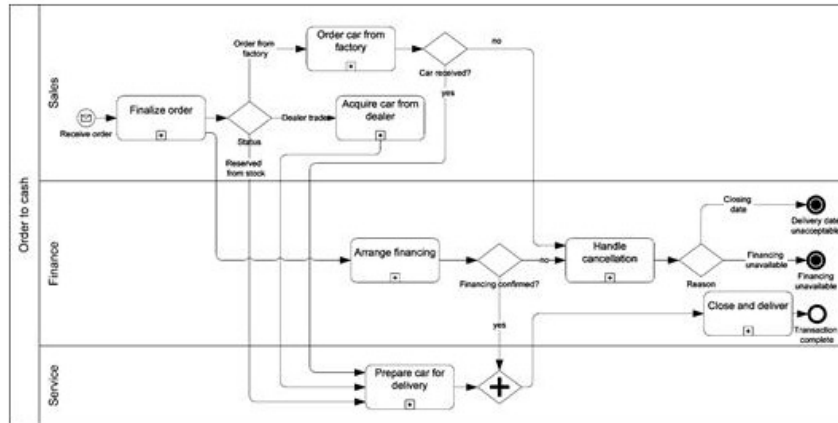 Order to cash
Sales
Receive order
Finalize order
Status
Order from
factory
Dealer trade
Reserved
from stock
Order car from
factory
Acquire car from
dealer
Car received?
no
yes
Finance
Arrange financing
Financing confirmed?
no
yes
Handle
cancellation
Reason
Closing
date
Delivery date
unacceptable
Financing
unavailable
Financing
unavailable
Close and deliver
Transaction
complete
Service
Prepare car for
delivery